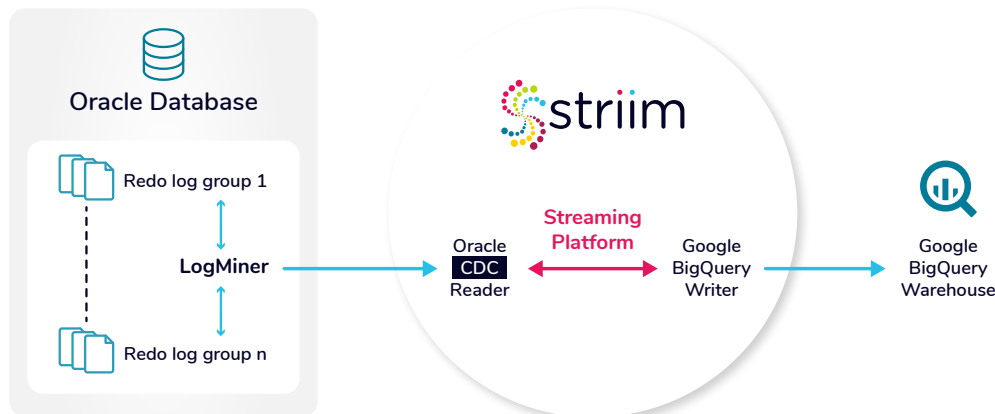 Oracle Database
Redo log group 1
LogMiner
Redo log group n
striim
Streaming
Platform
Oracle
CDC
Reader
Google
BigQuery
Writer
Google
BigQuery
Warehouse